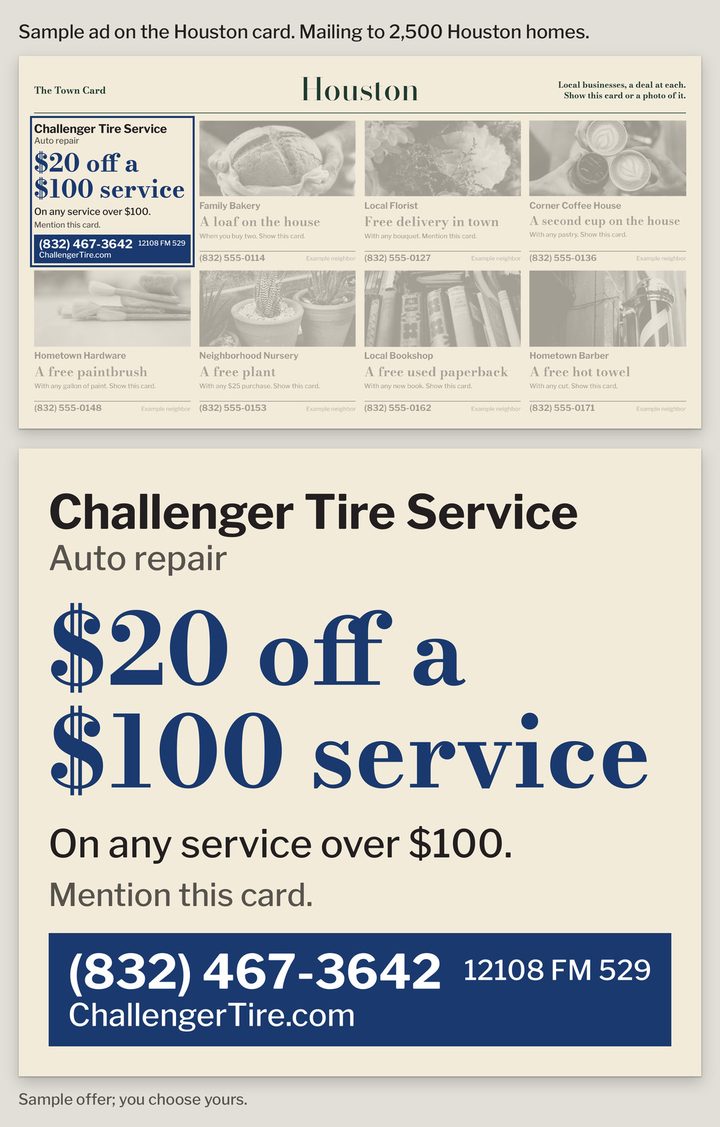 Sample ad on the Houston card. Mailing to 2,500 Houston homes.
The Town Card
Houston
Local businesses, a deal at each.
Show this card or a photo of it.
Challenger Tire Service
Auto repair
$20 off a
$100 service
On any service over $100.
Mention this card.
(832) 467-3642 12108 FM 529
ChallengerTire.com
Family Bakery
A loaf on the house
When you buy two. Show this card.
(832) 555-0114 Example neighbor
Local Florist
Free delivery in town
With any bouquet. Mention this card.
(832) 555-0127 Example neighbor
Corner Coffee House
A second cup on the house
With any pastry. Show this card.
(832) 555-0136 Example neighbor
Hometown Hardware
A free paintbrush
With any gallon of paint. Show this card.
(832) 555-0148 Example neighbor
Neighborhood Nursery
A free plant
With any $25 purchase. Show this card.
(832) 555-0153 Example neighbor
Local Bookshop
A free used paperback
With any new book. Show this card.
(832) 555-0162 Example neighbor
Hometown Barber
A free hot towel
With any cut. Show this card.
(832) 555-0171 Example neighbor
Challenger Tire Service
Auto repair
$20 off a
$100 service
On any service over $100.
Mention this card.
(832) 467-3642 12108 FM 529
ChallengerTire.com
Sample offer; you choose yours.